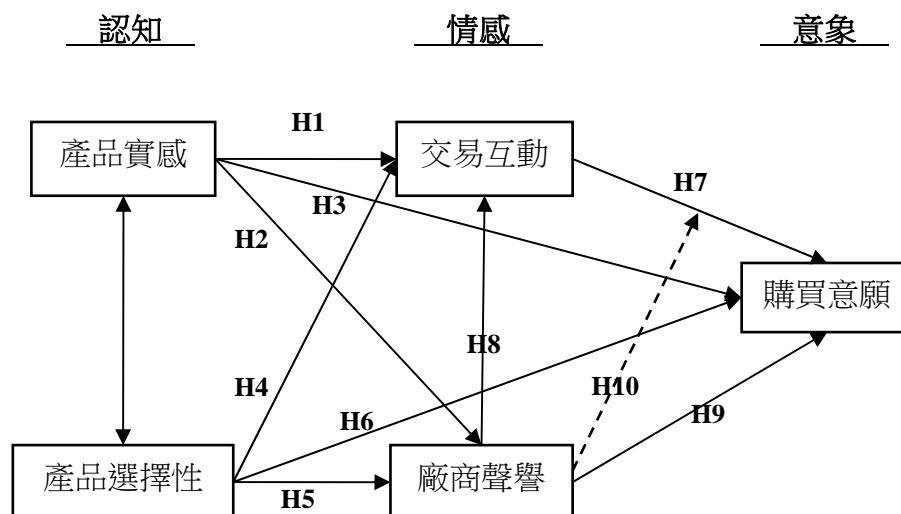 認知 情感 意象
H1
產品實感 交易互動
H7
H3
H2
購買意願
H8
H4 H10
H6 H9
產品選擇性 廠商聲譽
H5